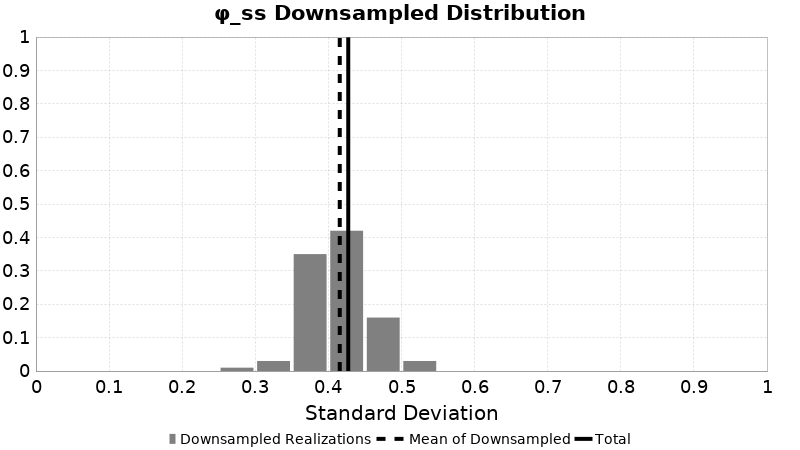 φ_ss Downsampled Distribution
1
0.9
0.8
0.7
0.6
0.5
0.4
0.3
0.2
0.1
0
0 0.1 0.2 0.3 0.4 0.5 0.6 0.7 0.8 0.9 1
Standard Deviation
Downsampled Realizations Mean of Downsampled Total